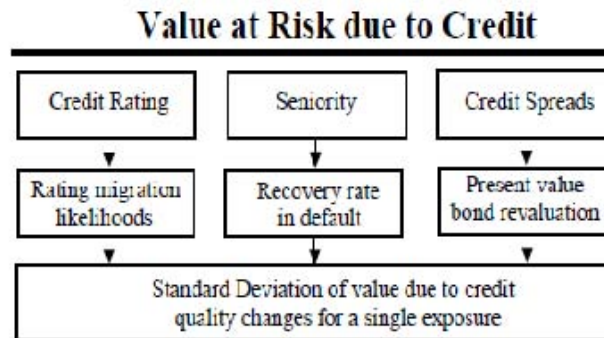 Value at Risk due to Credit
Credit Rating
Seniority
Credit Spreads
Rating migration
likelihoods
Recovery rate
in default
Present value
bond revaluation
Standard Deviation of value due to credit
quality changes for a single exposure